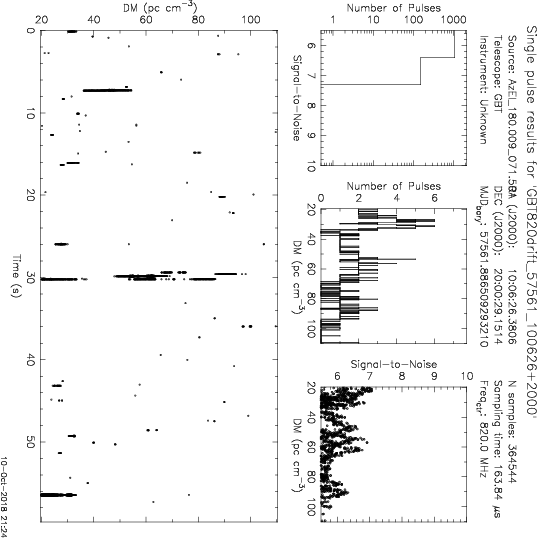 Single pulse results for 'GBT820drift_57561_100626+2000'
Source: AzEl_180.009_071.58
RA (J2000): 10:06:26.3806
N samples: 364544
Telescope: GBT
DEC (J2000): 20:00:29.1514
Sampling time: 163.84 μs
Instrument: Unknown
MJDbary: 57561.886509293210
Freqctr: 820.0 MHz
Number of Pulses
1 10 100 1000
Signal-to-Noise
6 7 8 9 10
Number of Pulses
0 2 4 6
DM (pc cm-3)
20 40 60 80 100
Signal-to-Noise
6 7 8 9 10
DM (pc cm-3)
20 40 60 80 100
DM (pc cm-3)
20 40 60 80 100
Time (s)
0 10 20 30 40 50
10-Oct-2018 21:24